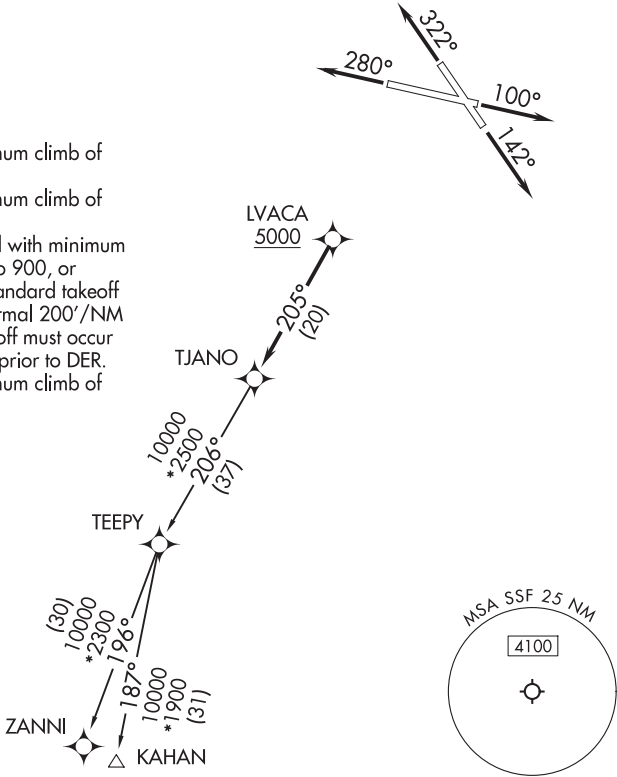 322°
280°
100°
142°
num climb of
num climb of
d with minimum
o 900, or
andard takeoff
rmal 200'/NM
off must occur
prior to DER.
num climb of
LVACA
5000
205°
(20)
TJANO
10000
*2500
206°
(37)
TEEPY
(30)
10000
*2300
196°
187°
10000
*1900
(31)
ZANNI
KAHAN
MSA SSF 25 NM
4100